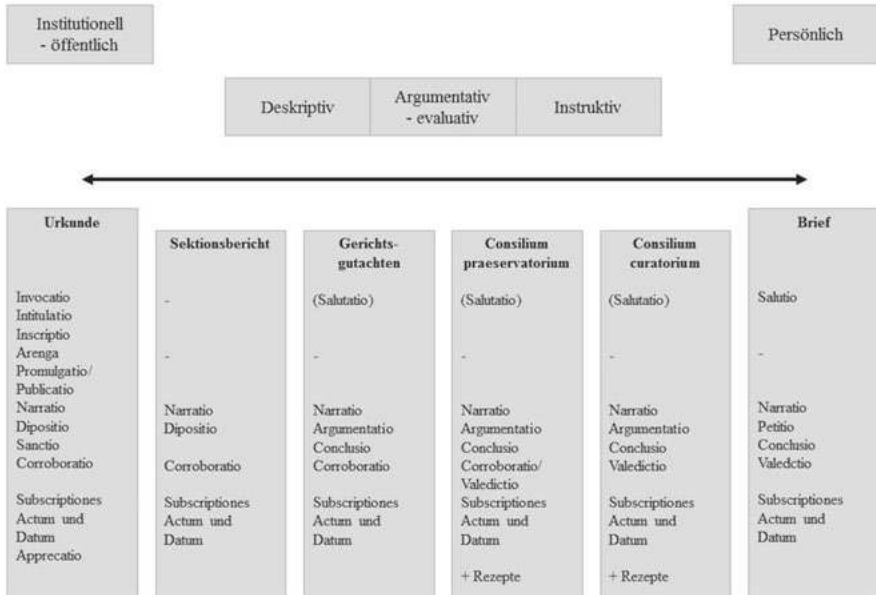 Institutionell
- öffentlich
Persönlich
Deskriptiv
Argumentativ
- evaluativ
Instruktiv
Urkunde
Invocatio
Intitulatio
Inscriptio
Arenga
Promulgatio/
Publicatio
Narratio
Dipositio
Sanctio
Corroboratio
Subscriptiones
Actum und
Datum
Apprecatio
Sektionsbericht
-
-
Narratio
Dipositio
Corroboratio
Subscriptiones
Actum und
Datum
Gerichts-
gutachten
(Salutatio)
-
Narratio
Argumentatio
Conclusio
Corroboratio
Subscriptiones
Actum und
Datum
Consilium
praeservatorium
(Salutatio)
-
Narratio
Argumentatio
Conclusio
Corroboratio/
Valedictio
Subscriptiones
Actum und
Datum
+ Rezepte
Consilium
curatorium
(Salutatio)
-
Narratio
Argumentatio
Conclusio
Valedictio
Subscriptiones
Actum und
Datum
+ Rezepte
Brief
Salutio
-
Narratio
Petitio
Conclusio
Valedctio
Subscriptiones
Actum und
Datum